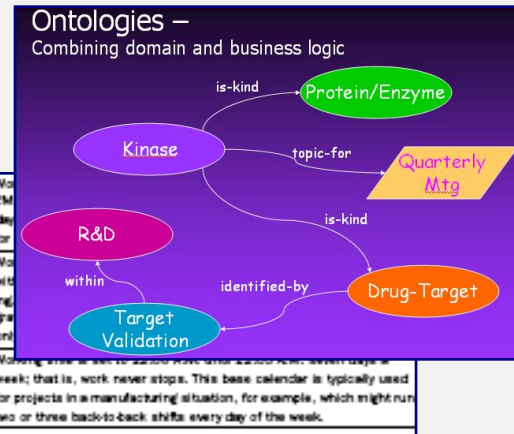 Ontologies –
Combining domain and business logic
is-kind
Protein/Enzyme
Kinase
topic-for
Quarterly
Mtg
is-kind
R&D
within
identified-by
Drug-Target
Target
Validation
week; that is, work never stops. This base calendar is typically used
for projects in a manufacturing situation, for example, which might run
two or three back-to-back shifts every day of the week.